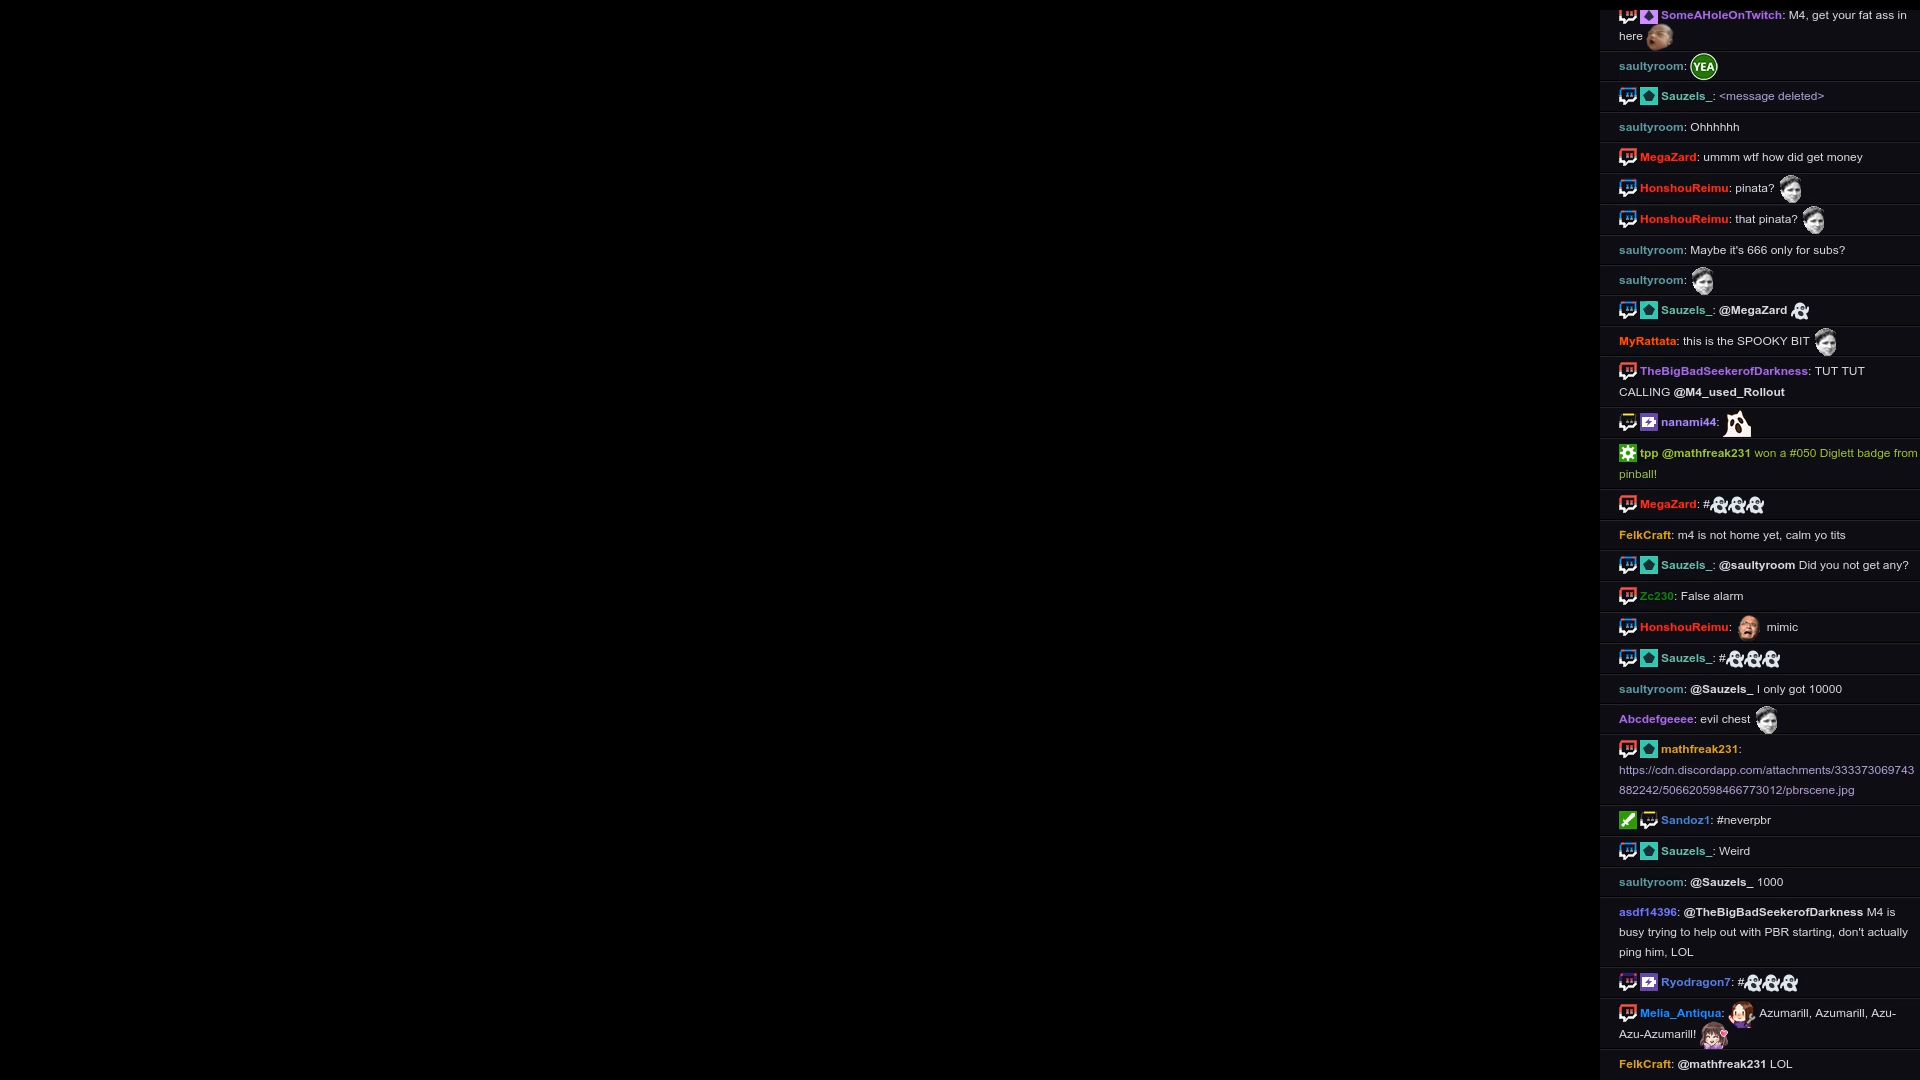 SomeAHoleOnTwitch: M4, get your fat ass in
here
saultyroom: YEA
Sauzels_: <message deleted>
saultyroom: Ohhhhhh
MegaZard: ummm wtf how did get money
HonshouReimu: pinata?
HonshouReimu: that pinata?
saultyroom: Maybe it's 666 only for subs?
saultyroom:
Sauzels_: @MegaZard 👻
MyRattata: this is the SPOOKY BIT
TheBigBadSeekerofDarkness: TUT TUT
CALLING @M4_used_Rollout
nanami44:
tpp @mathfreak231 won a #050 Diglett badge from
pinball!
MegaZard: #👻👻👻
FelkCraft: m4 is not home yet, calm yo tits
Sauzels_: @saultyroom Did you not get any?
Zc230: False alarm
HonshouReimu: mimic
Sauzels_: #👻👻👻
saultyroom: @Sauzels_ I only got 10000
Abcdefgeeee: evil chest
mathfreak231:
https://cdn.discordapp.com/attachments/333373069743
882242/506620598466773012/pbrscene.jpg
Sandoz1: #neverpbr
Sauzels_: Weird
saultyroom: @Sauzels_ 1000
asdf14396: @TheBigBadSeekerofDarkness M4 is
busy trying to help out with PBR starting, don't actually
ping him, LOL
Ryodragon7: #👻👻👻
Melia_Antiqua: Azumarill, Azumarill, Azu-
Azu-Azumarill!
FelkCraft: @mathfreak231 LOL